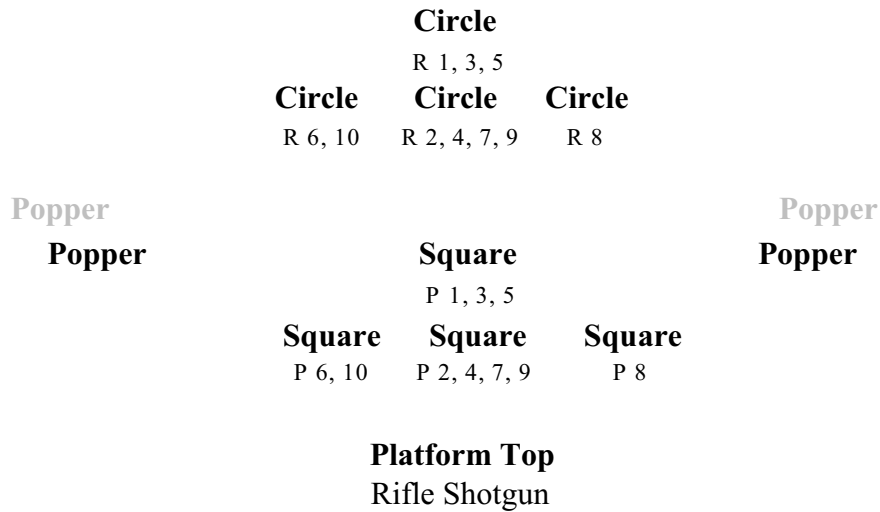 Circle
R 1, 3, 5
Circle Circle Circle
R 6, 10 R 2, 4, 7, 9 R 8
Popper Popper
Popper Square Popper
P 1, 3, 5
Square Square Square
P 6, 10 P 2, 4, 7, 9 P 8
Platform Top
Rifle Shotgun